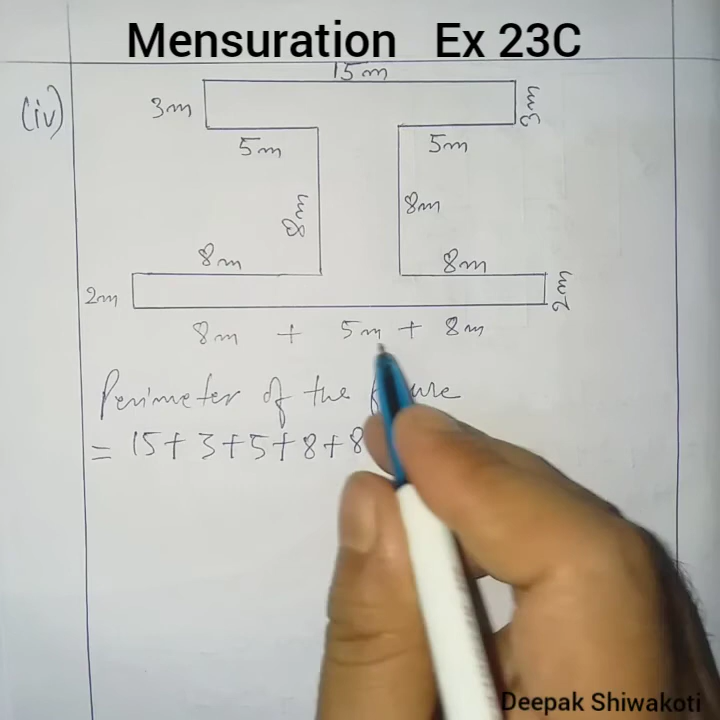 Mensuration Ex 23C
15m
(iv)
3m
3m
5m
5m
8m
8m
8m
8m
2m
2m
8m + 5m + 8m
Perimeter of the
= 15 + 3 + 5 + 8 + 8
Deepak Shiwakoti